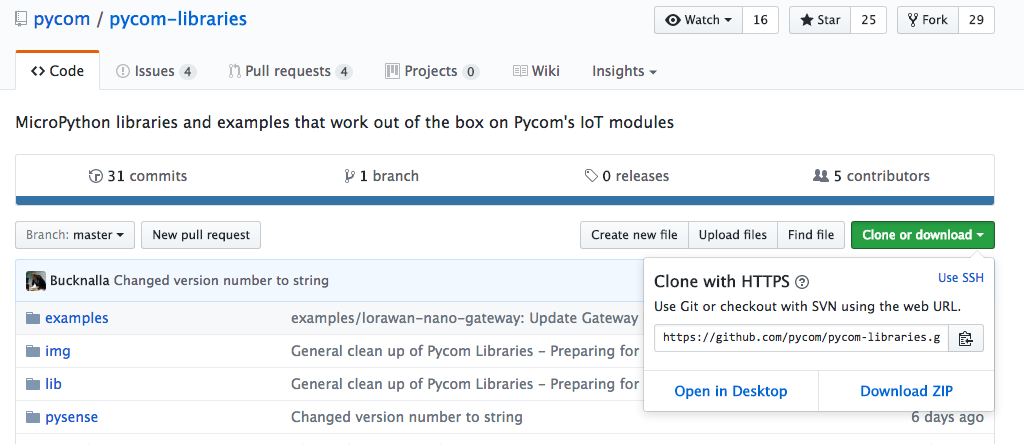 pycom / pycom-libraries
Watch 16 Star 25 Fork 29
Code Issues 4 Pull requests 4 Projects 0 Wiki Insights
MicroPython libraries and examples that work out of the box on Pycom's IoT modules
31 commits 1 branch 0 releases 5 contributors
Branch: master New pull request Create new file Upload files Find file Clone or download
Bucknalla Changed version number to string
Clone with HTTPS ? Use SSH
Use Git or checkout with SVN using the web URL.
https://github.com/pycom/pycom-libraries.g
Open in Desktop Download ZIP
examples examples/lorawan-nano-gateway: Update Gateway
img General clean up of Pycom Libraries – Preparing for
lib General clean up of Pycom Libraries – Preparing for
pysense Changed version number to string 6 days ago